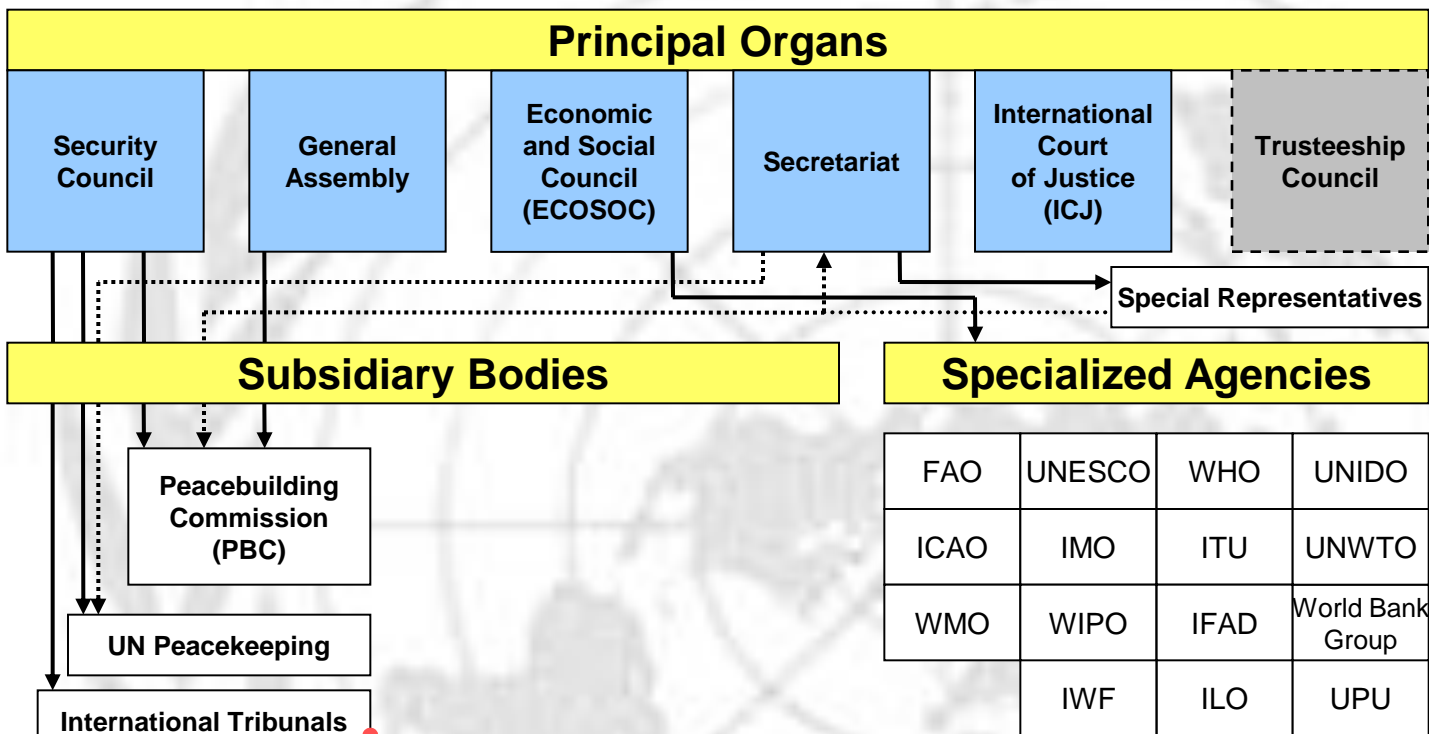 Principal Organs
Security
Council
General
Assembly
Economic
and Social
Council
(ECOSOC)
Secretariat
International
Court
of Justice
(ICJ)
Trusteeship
Council
Special Representatives
Subsidiary Bodies
Specialized Agencies
Peacebuilding
Commission
(PBC)
UN Peacekeeping
International Tribunals
FAO UNESCO WHO UNIDO
ICAO IMO ITU UNWTO
WMO WIPO IFAD World Bank
Group
IWF ILO UPU